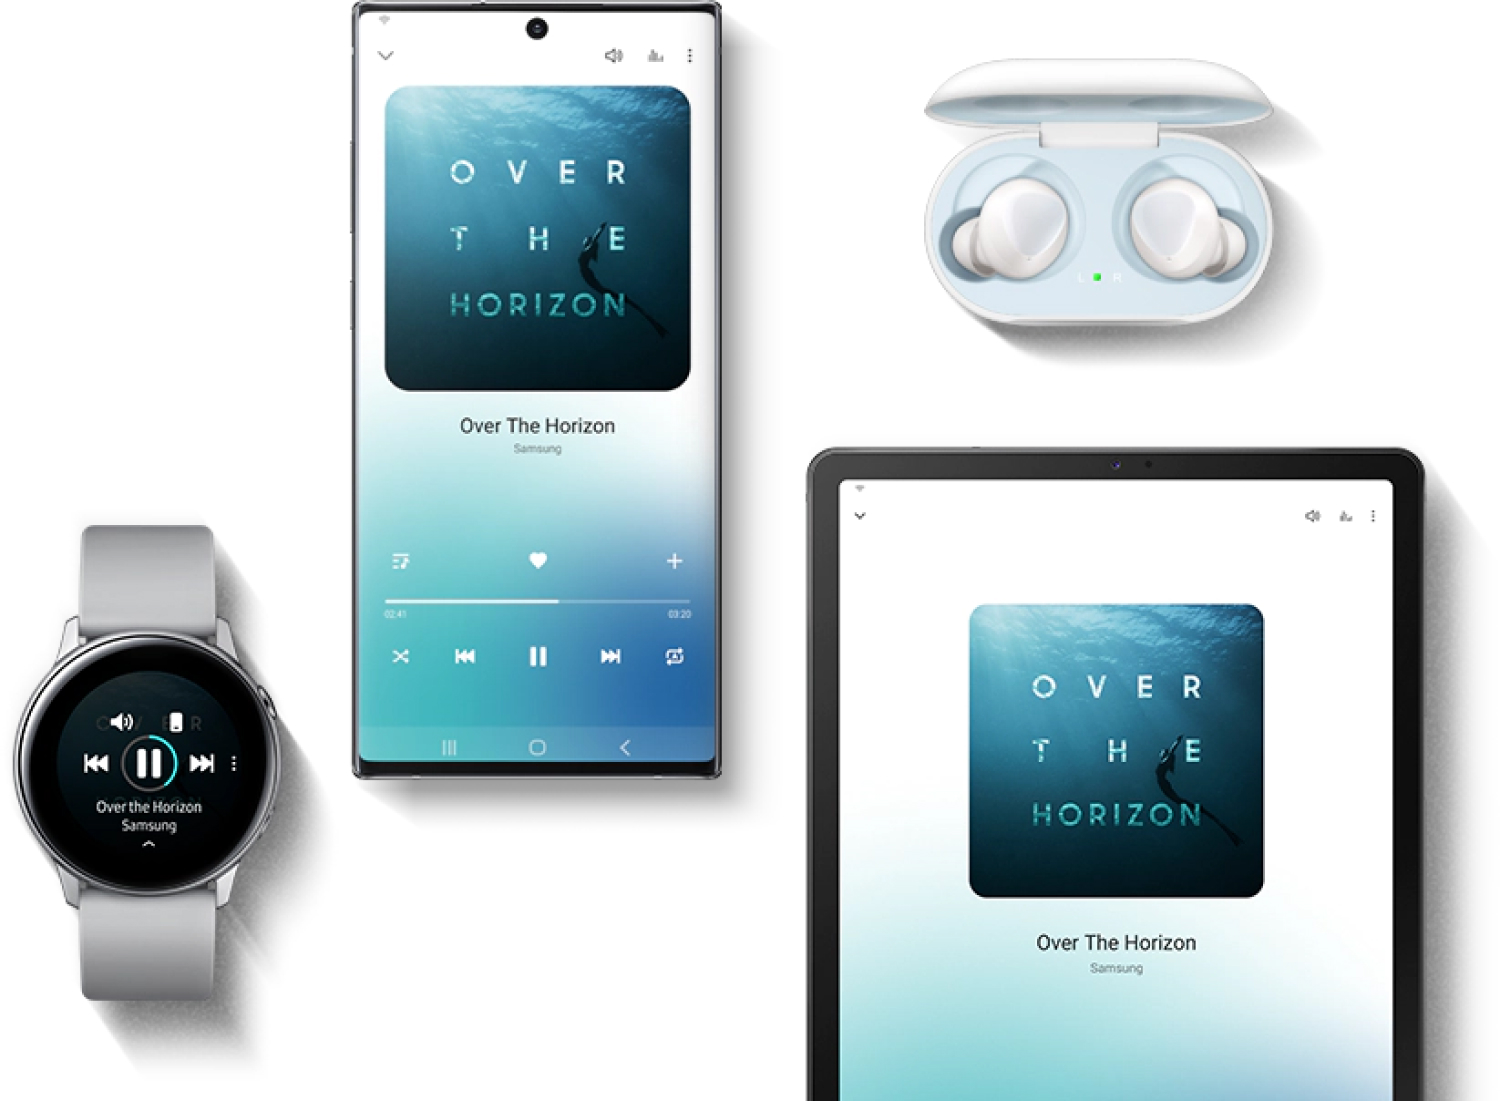 OVER
THE
HORIZON
Over The Horizon
Samsung
02:41
03:20
L R
OVER
Over the Horizon
Samsung
OVER
THE
HORIZON
Over The Horizon
Samsung